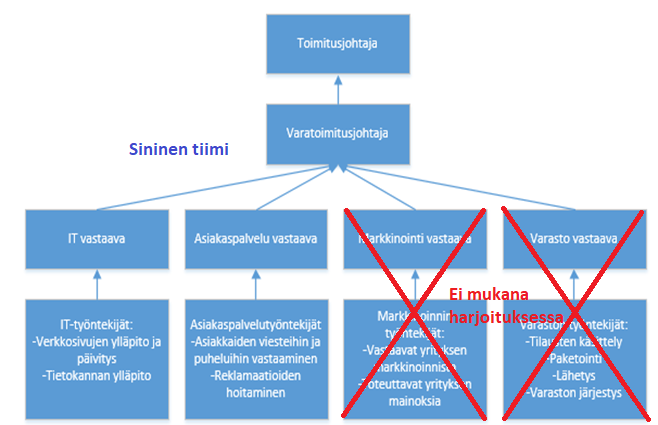 Toimitusjohtaja
Varatoimitusjohtaja
Sininen tiimi
IT vastaava
Asiakaspalvelu vastaava
Markkinointi vastaava
Varasto vastaava
Ei mukana
harjoituksessa
IT-työntekijät:
-Verkkosivujen ylläpito ja
päivitys
-Tietokannan ylläpito
Asiakaspalvelutyöntekijät
-Asiakkaiden viesteihin ja
puheluihin vastaaminen
-Reklamaatioiden
hoitaminen
Markkinoinnin
työntekijät:
-Vastaavat yrityksen
markkinoinnista
-Toteuttavat yrityksen
mainoksia
Varaston työntekijät:
-Tilausten käsittely
-Paketointi
-Lähetys
-Varaston järjestys